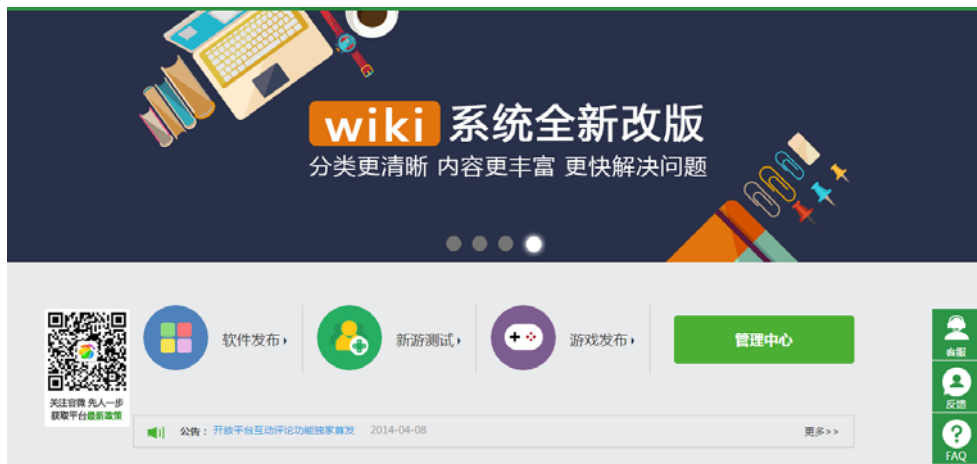 wiki 系统全新改版
分类更清晰 内容更丰富 更快解决问题
软件发布
新游测试
游戏发布
管理中心
关注官微 先人一步
获取平台最新政策
公告： 开放平台互动评论功能独家首发 2014-04-08 更多>>
客服
反馈
FAQ